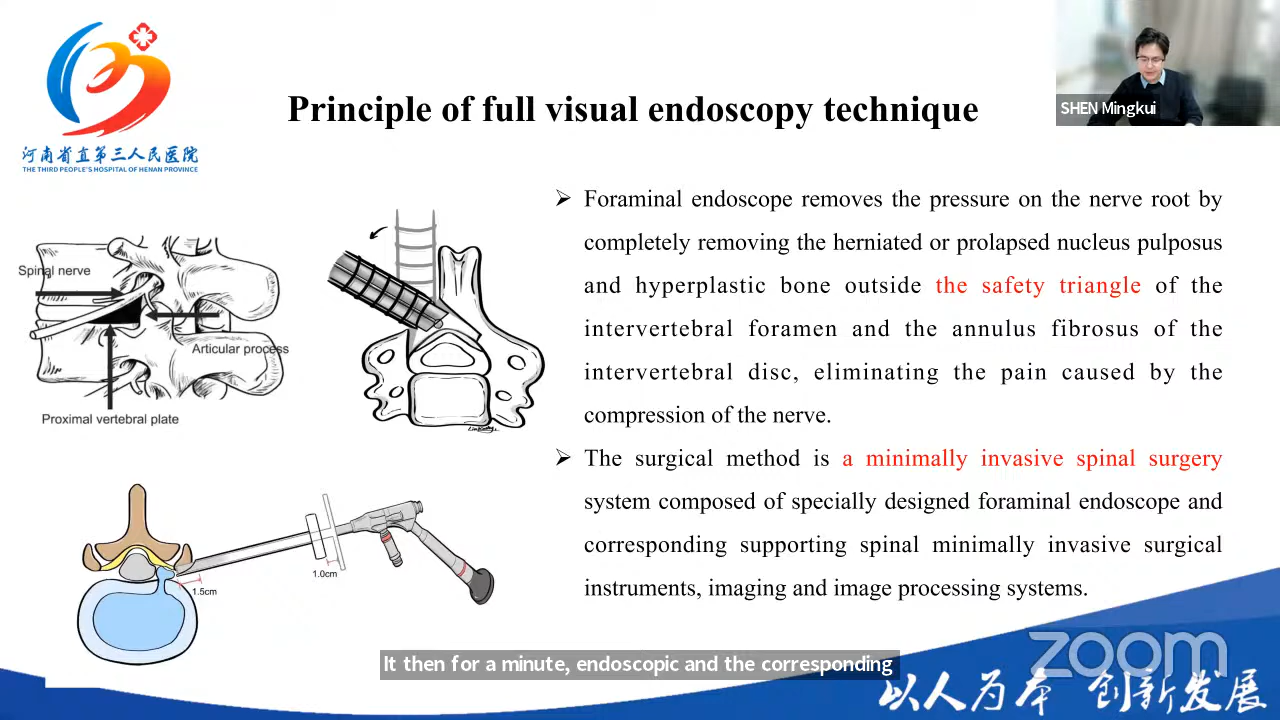 SHEN Mingkui
河南省直第三人民医院
THE THIRD PEOPLE'S HOSPITAL OF HENAN PROVINCE
Principle of full visual endoscopy technique
Spinal nerve
Articular process
Proximal vertebral plate
1.0cm
1.5cm
➢ Foraminal endoscope removes the pressure on the nerve root by
completely removing the herniated or prolapsed nucleus pulposus
and hyperplastic bone outside the safety triangle of the
intervertebral foramen and the annulus fibrosus of the
intervertebral disc, eliminating the pain caused by the
compression of the nerve.
➢ The surgical method is a minimally invasive spinal surgery
system composed of specially designed foraminal endoscope and
corresponding supporting spinal minimally invasive surgical
instruments, imaging and image processing systems.
zoom
It then for a minute, endoscopic and the corresponding
以人为本 创新发展